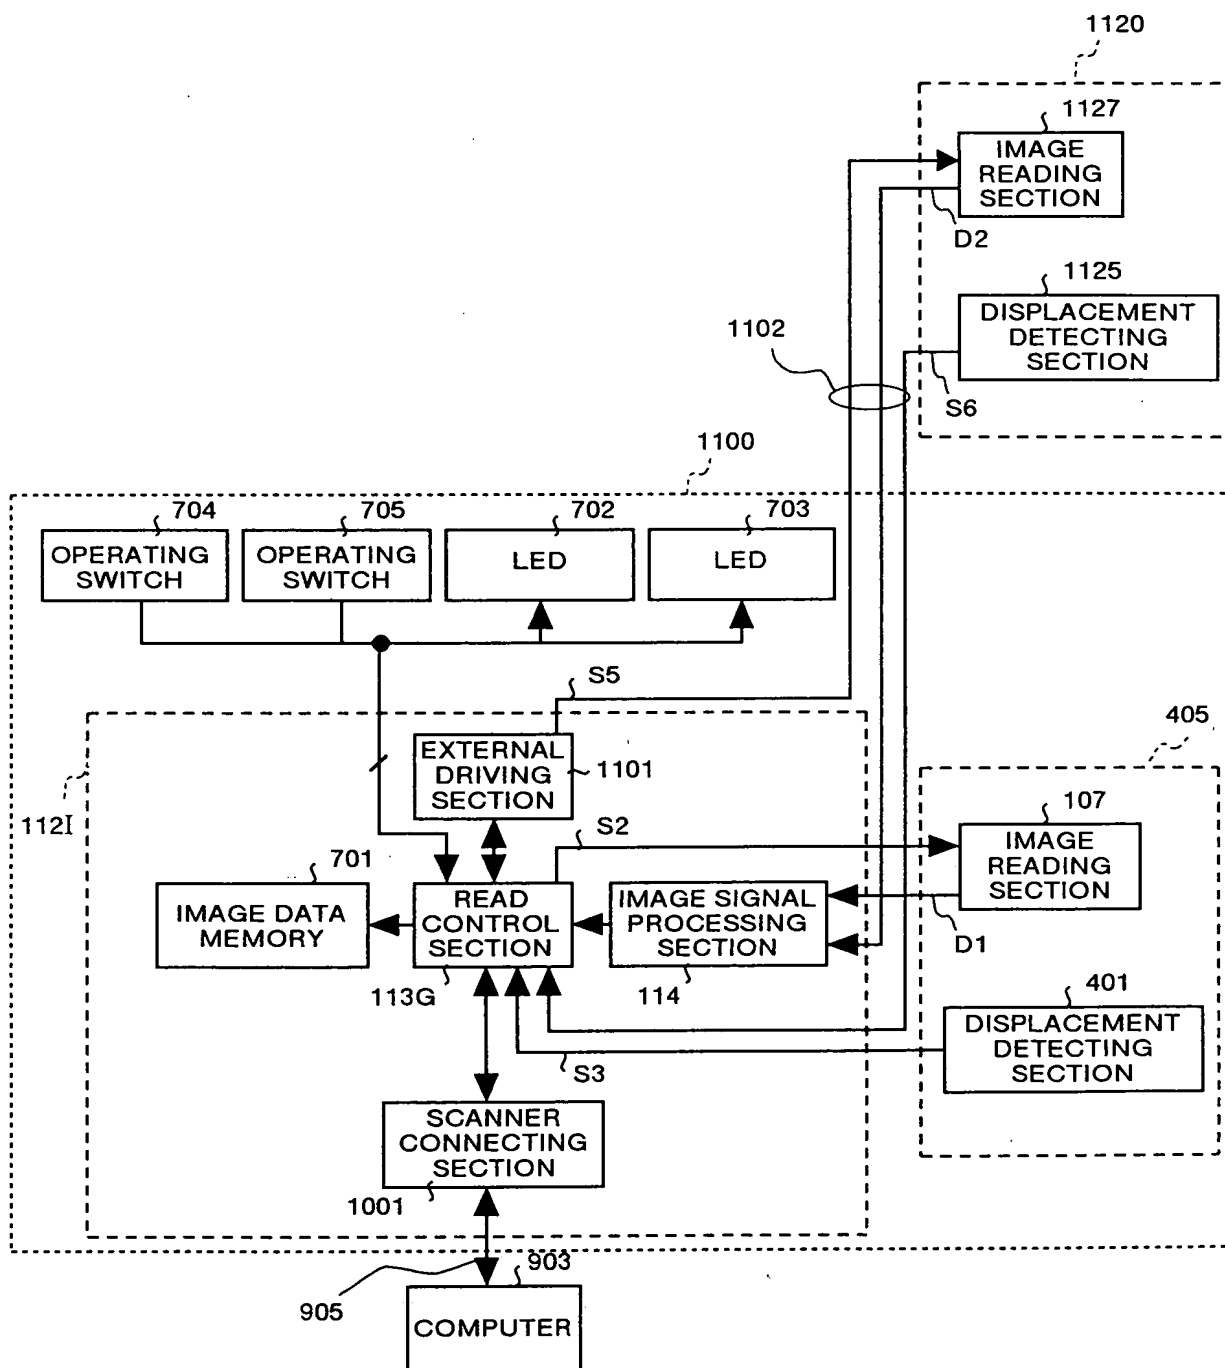 1120
1127
IMAGE
READING
SECTION
D2
1125
DISPLACEMENT
DETECTING
SECTION
S6
1102
1100
704
705
702
703
OPERATING
SWITCH
OPERATING
SWITCH
LED
LED
S5
405
EXTERNAL
DRIVING
SECTION
1101
112I
S2
107
IMAGE
READING
SECTION
D1
701
IMAGE DATA
MEMORY
READ
CONTROL
SECTION
113G
IMAGE SIGNAL
PROCESSING
SECTION
114
401
DISPLACEMENT
DETECTING
SECTION
S3
SCANNER
CONNECTING
SECTION
1001
903
905
COMPUTER